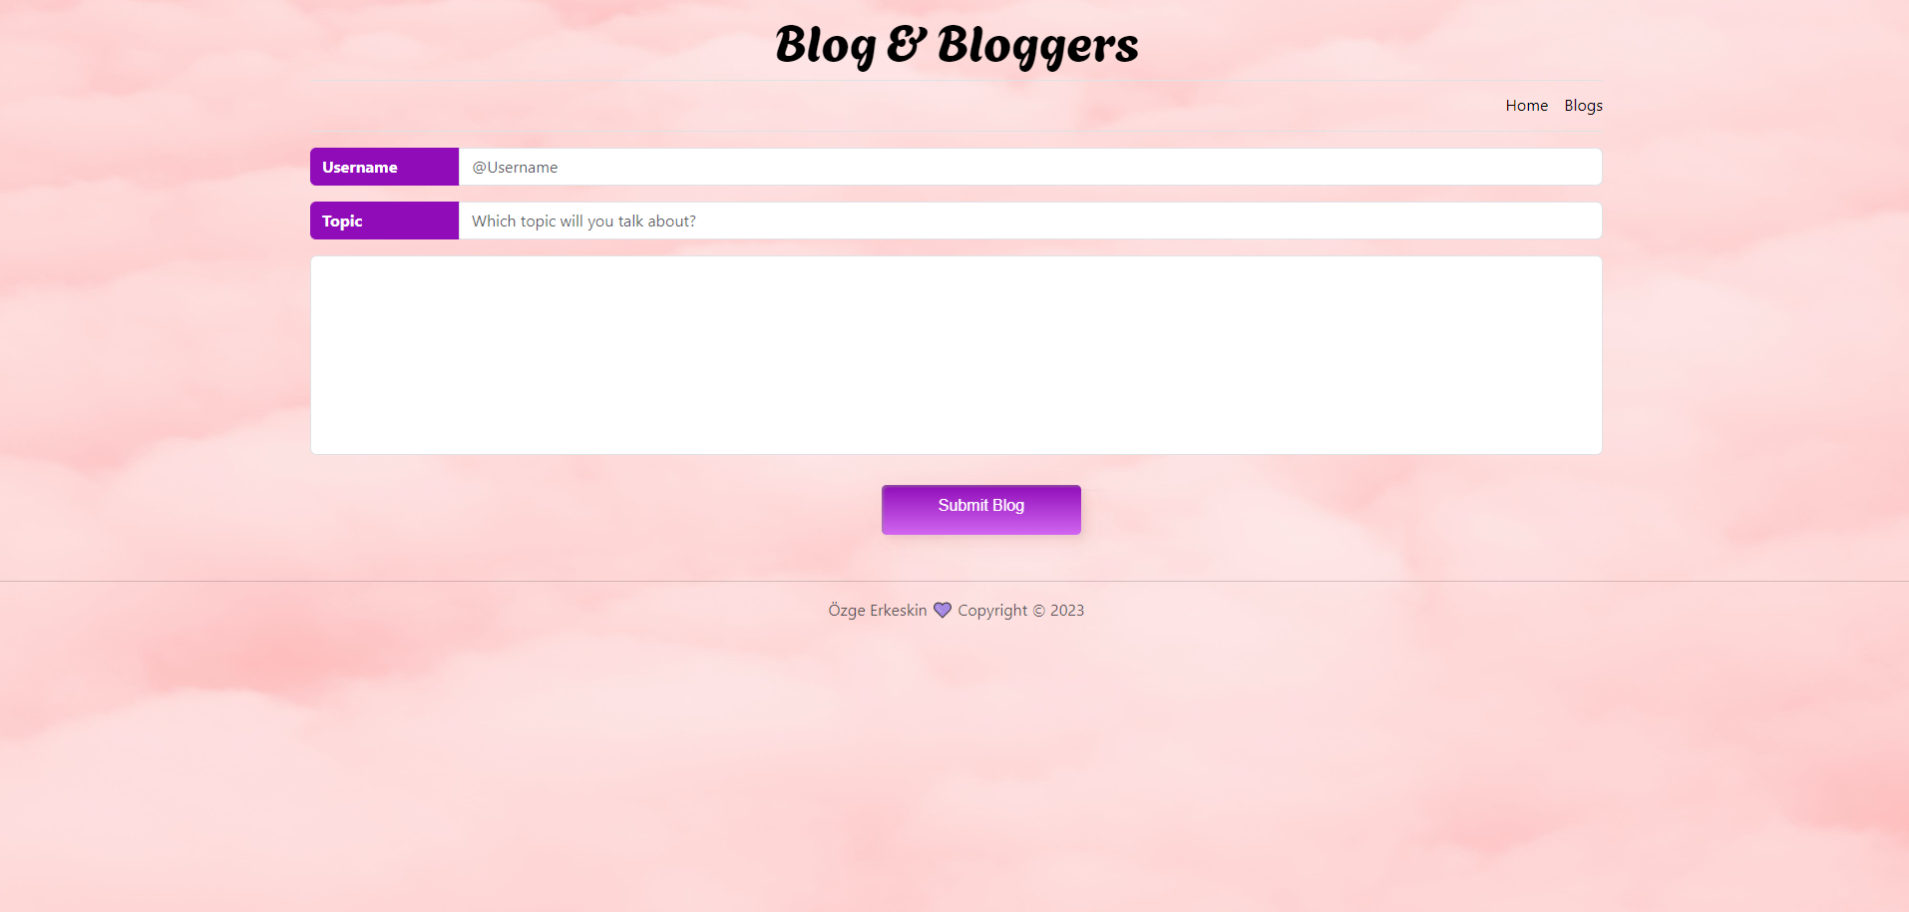 Blog & Bloggers
Home Blogs
Username @Username
Topic Which topic will you talk about?
Submit Blog
Özge Erkeskin 💜 Copyright © 2023